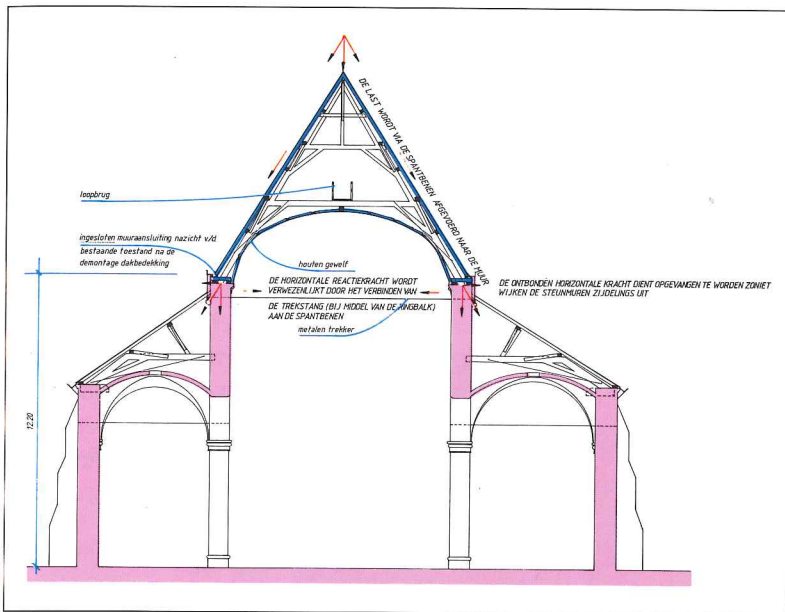 DE LAST WORDT VIA DE SPANTBENEN AFGEVOERD NAAR DE MUUR
loopbrug
ingesloten muuraansluiting nazicht v/d
bestaande toestand na de
demontage dakbedekking
houten gewelf
DE HORIZONTALE REACTIEKRACHT WORDT
VERWEZENLIJKT DOOR HET VERBINDEN VAN
DE TREKSTANG (BIJ MIDDEL VAN DE RINGBALK)
AAN DE SPANTBENEN
metalen trekker
DE ONTBONDEN HORIZONTALE KRACHT DIENT OPGEVANGEN TE WORDEN ZONIET
WIJKEN DE STEUNMUREN ZIJDELINGS UIT
12.20